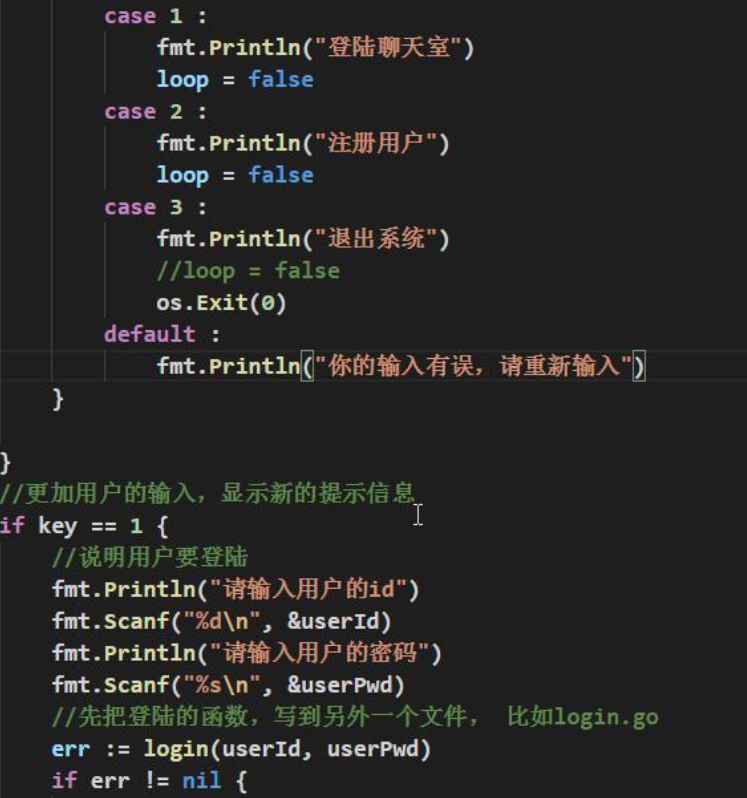 case 1 :
fmt.Println("登陆聊天室")
loop = false
case 2 :
fmt.Println("注册用户")
loop = false
case 3 :
fmt.Println("退出系统")
//loop = false
os.Exit(0)
default :
fmt.Println("你的输入有误，请重新输入")
}
}
//更加用户的输入，显示新的提示信息
if key == 1 {
//说明用户要登陆
fmt.Println("请输入用户的id")
fmt.Scanf("%d\n", &userId)
fmt.Println("请输入用户的密码")
fmt.Scanf("%s\n", &userPwd)
//先把登陆的函数，写到另外一个文件， 比如login.go
err := login(userId, userPwd)
if err != nil {